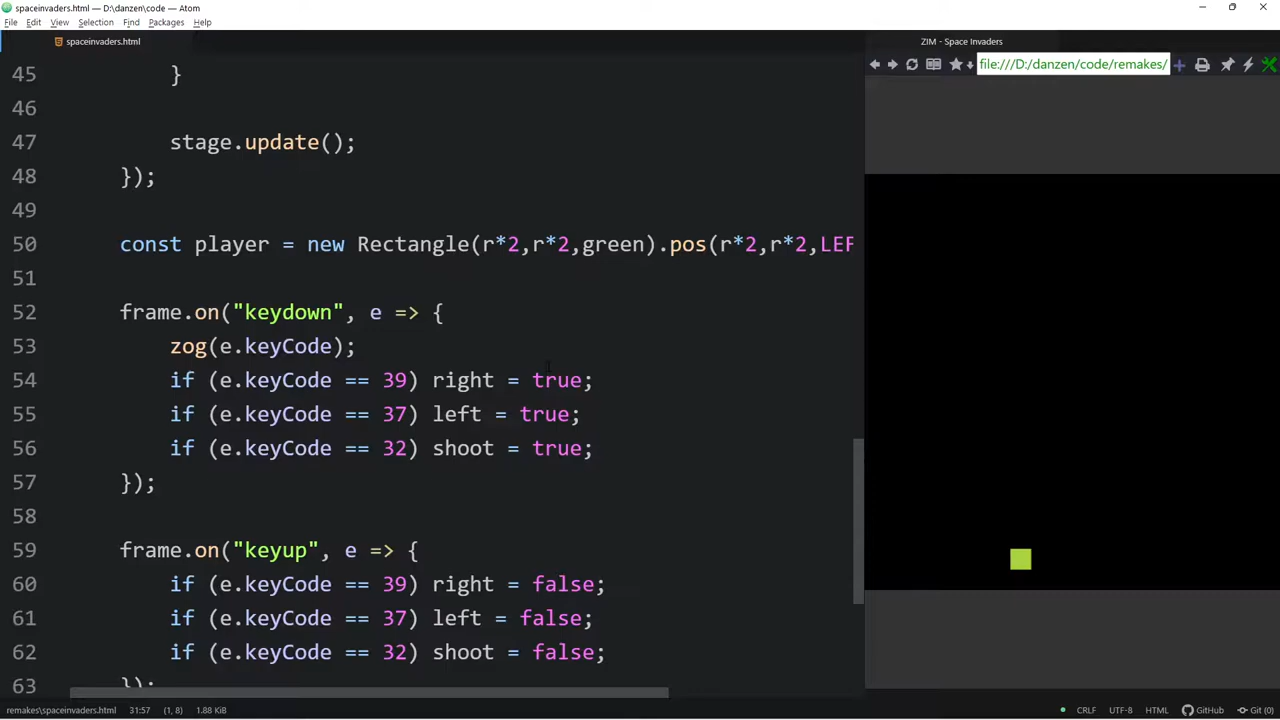 spaceinvaders.html — D:\danzen\code — Atom
File Edit View Selection Find Packages Help
spaceinvaders.html
ZIM - Space Invaders
file:///D:/danzen/code/remakes/
45 }
46
47 stage.update();
48 });
49
50 const player = new Rectangle(r*2,r*2,green).pos(r*2,r*2,LEF
51
52 frame.on("keydown", e => {
53 zog(e.keyCode);
54 if (e.keyCode == 39) right = true;
55 if (e.keyCode == 37) left = true;
56 if (e.keyCode == 32) shoot = true;
57 });
58
59 frame.on("keyup", e => {
60 if (e.keyCode == 39) right = false;
61 if (e.keyCode == 37) left = false;
62 if (e.keyCode == 32) shoot = false;
63 });
remakes\spaceinvaders.html 31:57 (1, 8) 1.88 KiB CRLF UTF-8 HTML GitHub Git (0)